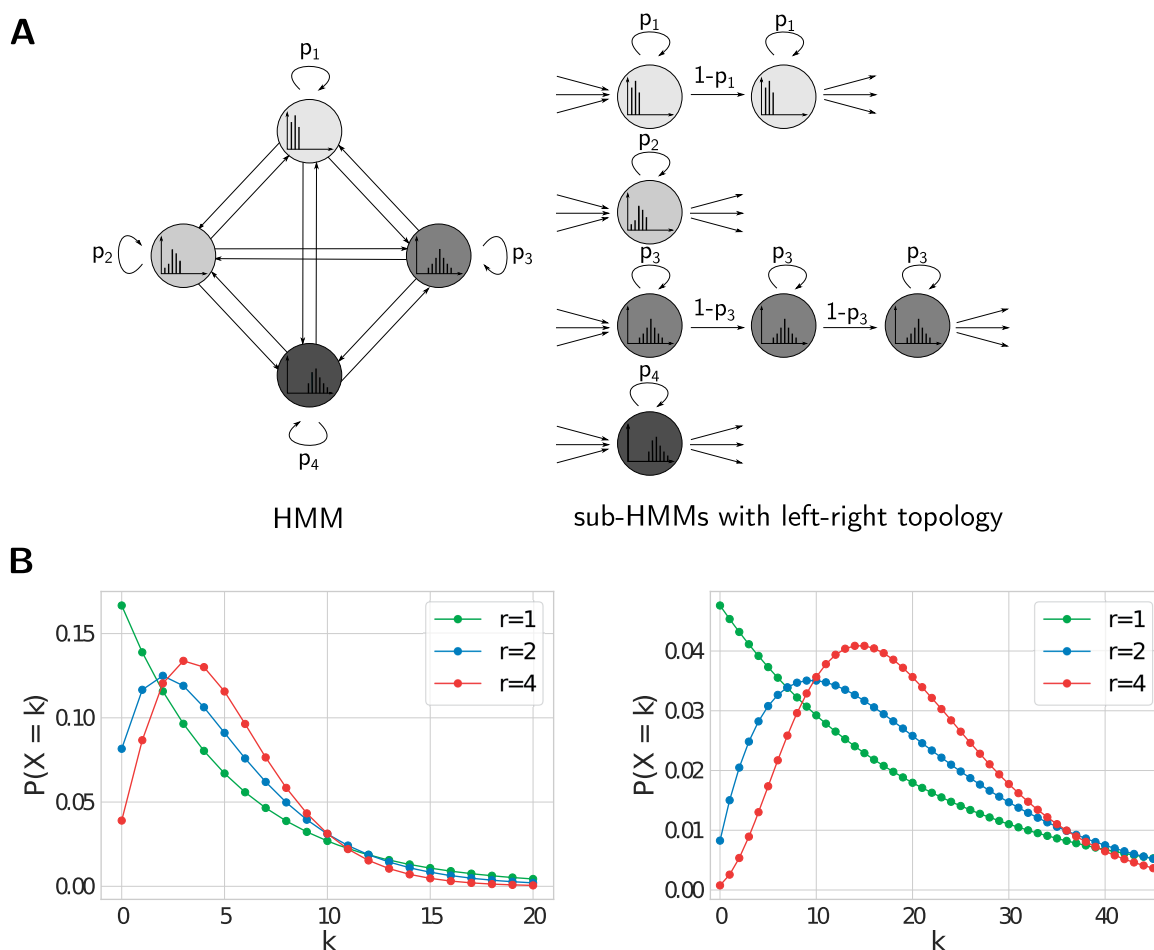 A
p1
p2
p3
p4
HMM
p1
1-p1
p1
p2
p3
1-p3
p3
1-p3
p3
p4
sub-HMMs with left-right topology
B
P(X = k)
0.15
0.10
0.05
0.00
0 5 10 15 20
k
r=1
r=2
r=4
P(X = k)
0.04
0.03
0.02
0.01
0.00
0 10 20 30 40
k
r=1
r=2
r=4